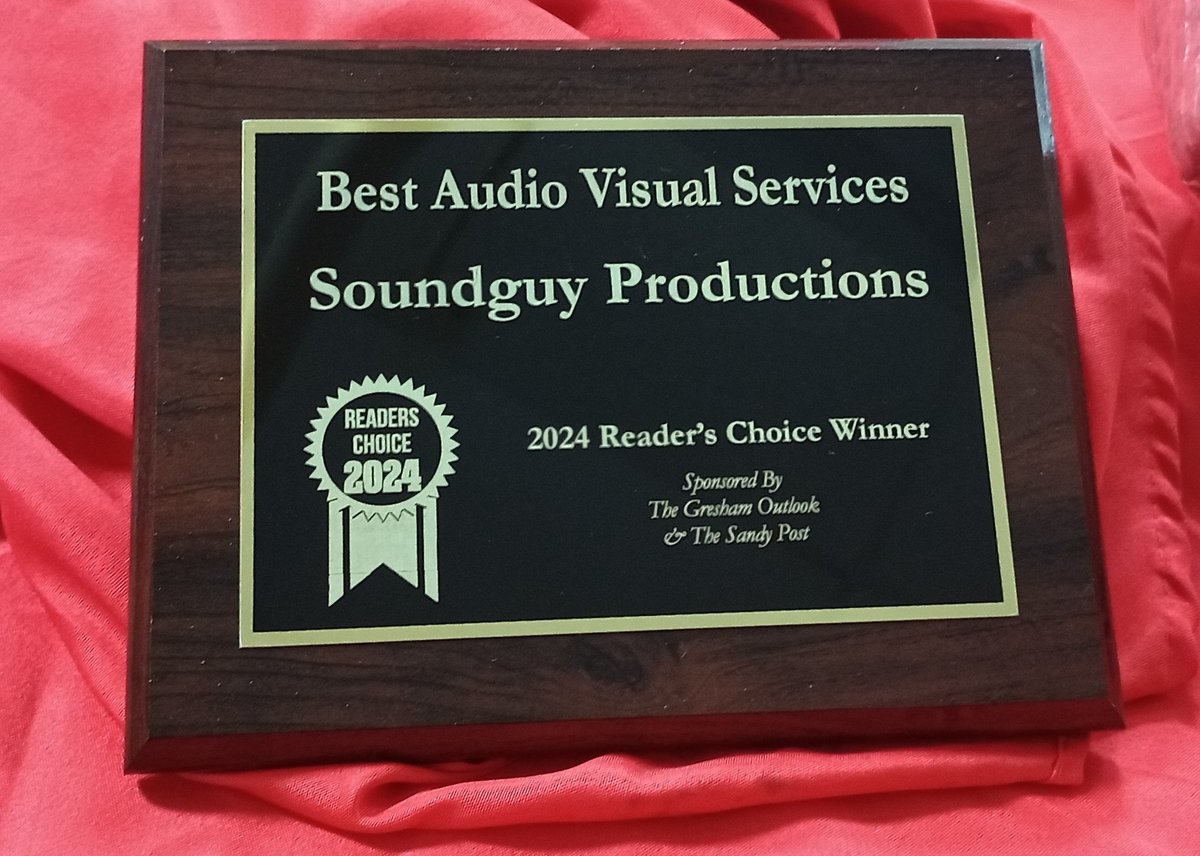 Best Audio Visual Services
Soundguy Productions
READERS
CHOICE
2024
2024 Reader's Choice Winner
Sponsored By
The Gresham Outlook
& The Sandy Post